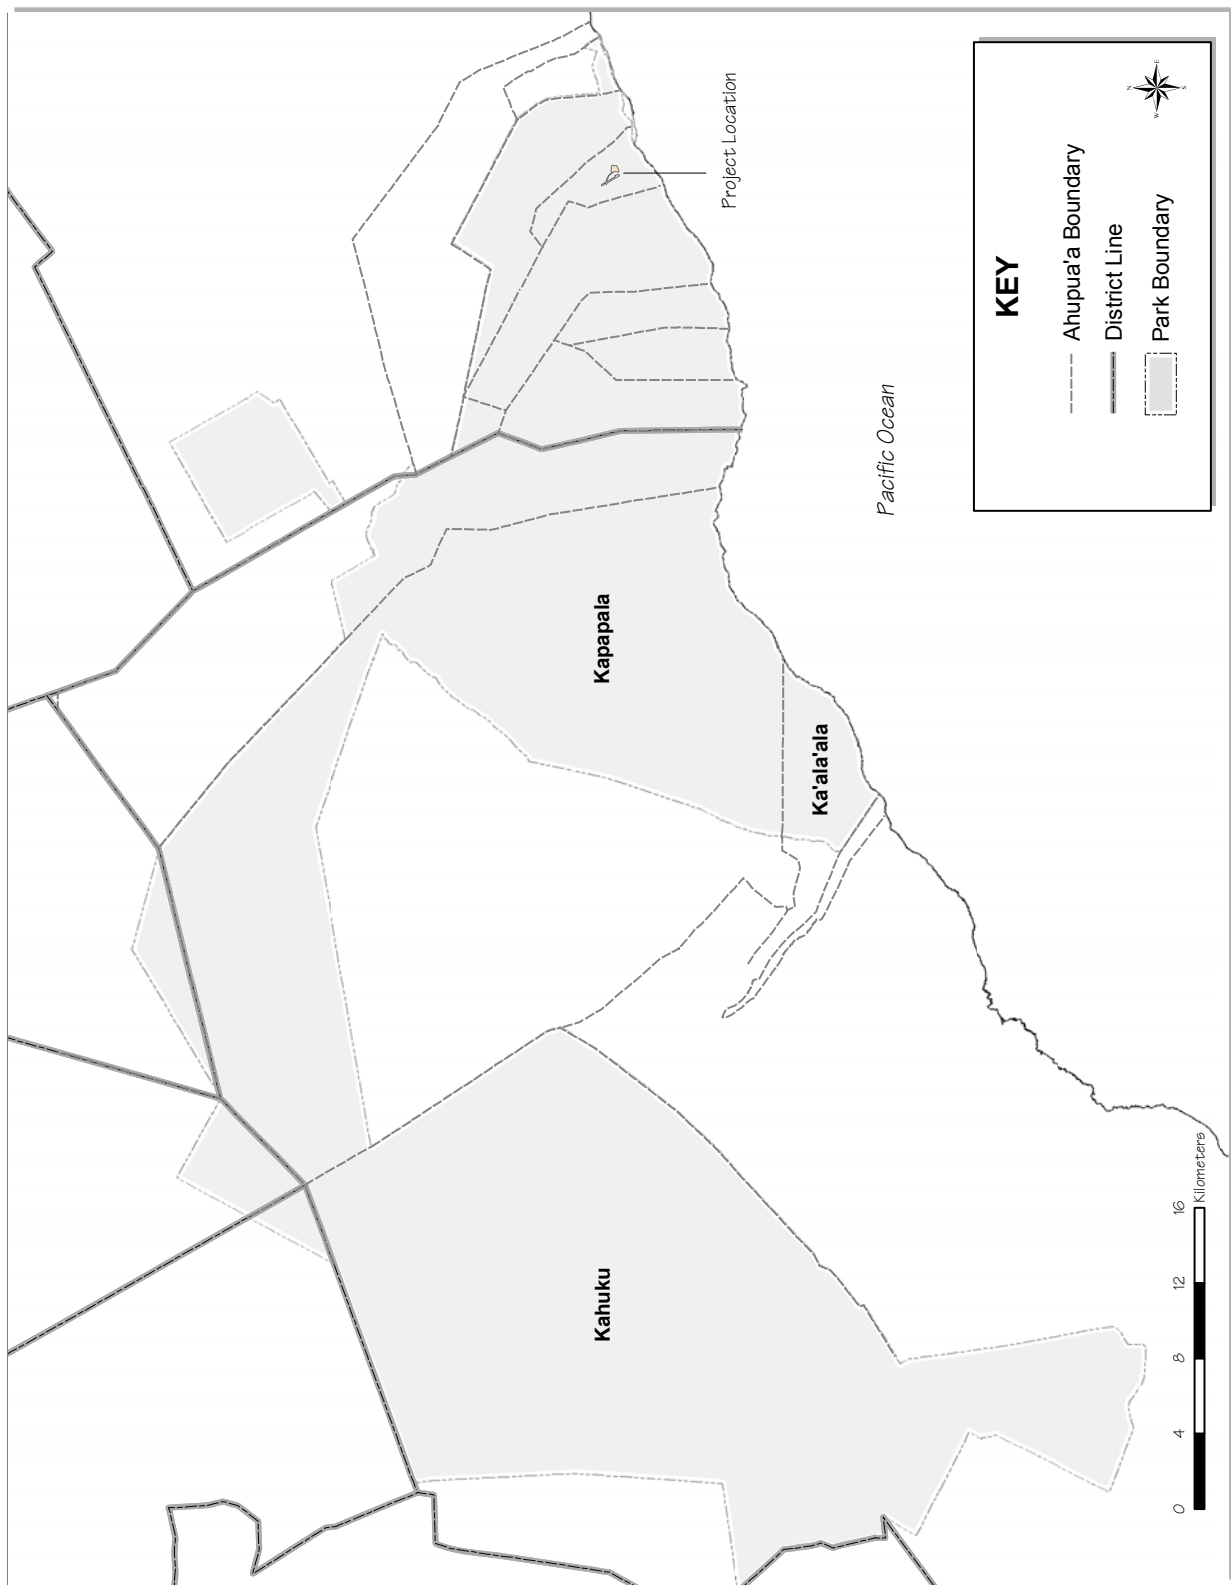 Kahuku
Kapapala
Ka'ala'ala
Project Location
Pacific Ocean
KEY
Ahupua'a Boundary
District Line
Park Boundary
N
E
S
W
0 4 8 12 16
Kilometers